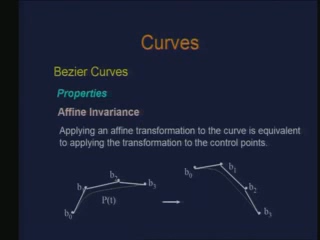 Curves
Bezier Curves
Properties
Affine Invariance
Applying an affine transformation to the curve is equivalent
to applying the transformation to the control points.
b₀ b₁ b₂ b₃ P(t)
b₀ b₁ b₂ b₃